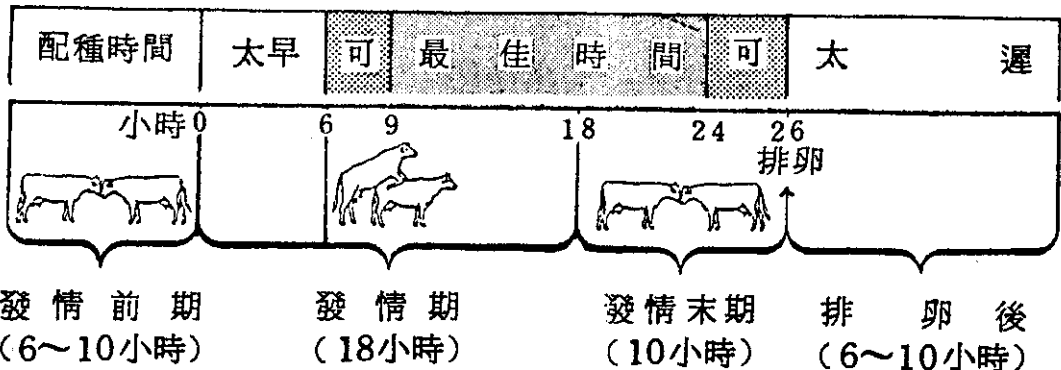 配種時間 太早 可 最佳時間 可 太遲
小時 0 6 9 18 24 26
排卵
發情前期 發情期 發情末期 排卵後
(6～10小時) (18小時) (10小時) (6～10小時)